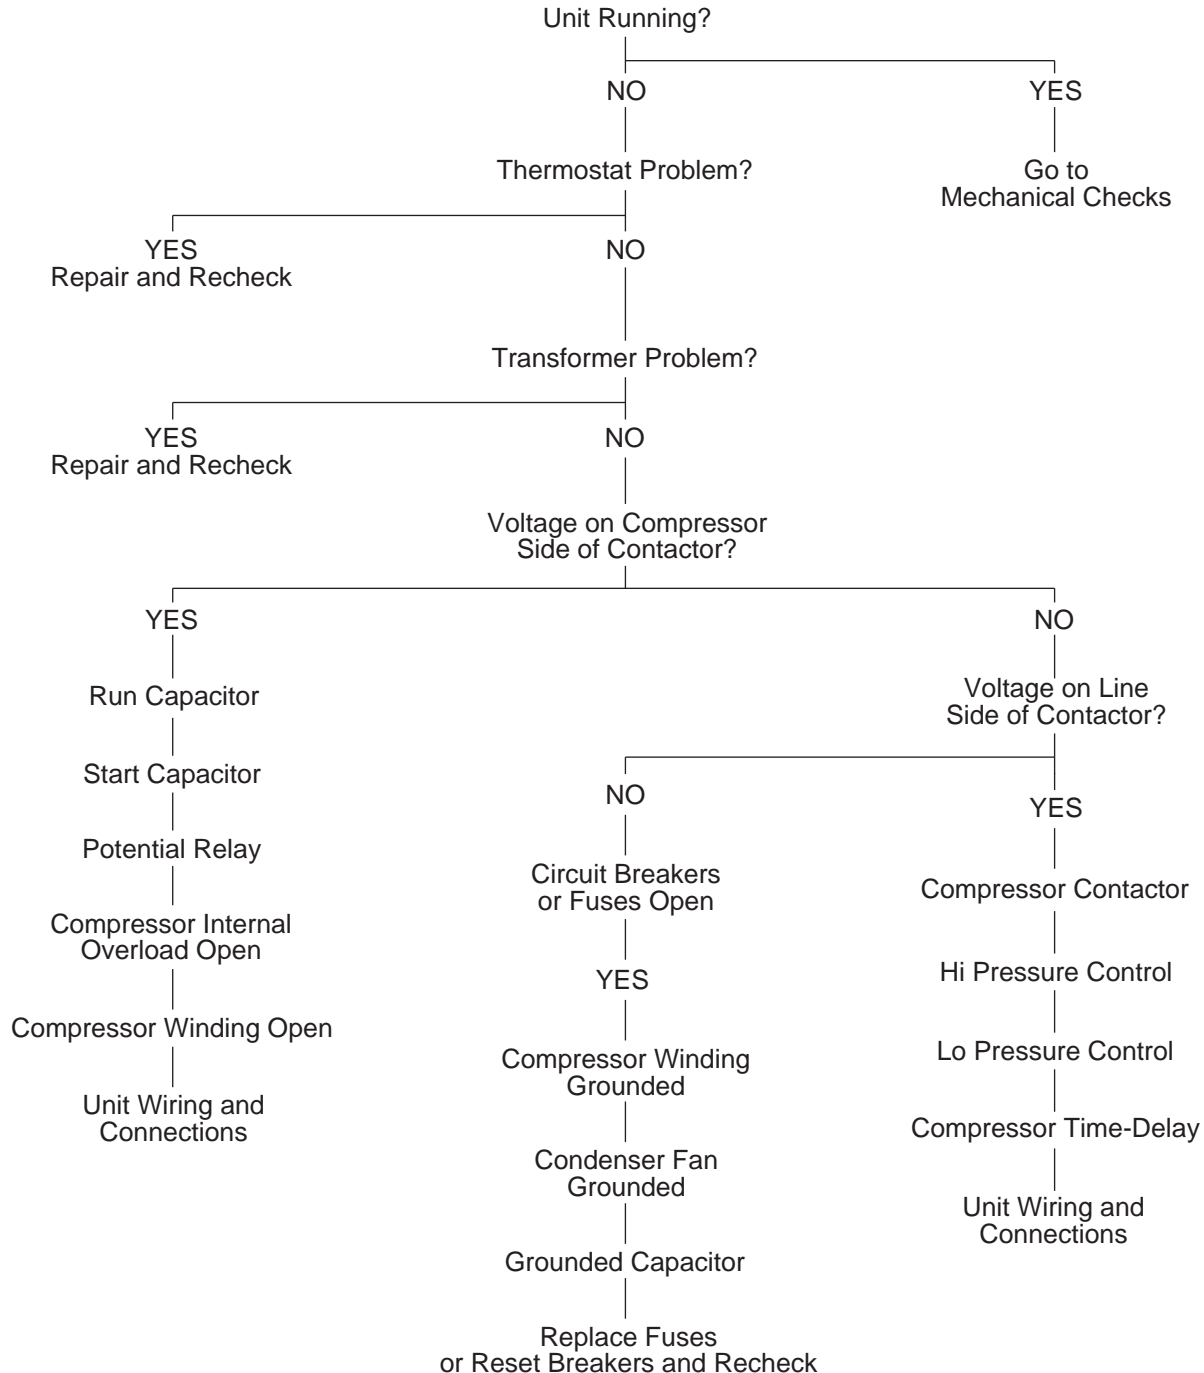 Unit Running?
NO
YES
Thermostat Problem?
Go to
Mechanical Checks
YES
Repair and Recheck
NO
Transformer Problem?
YES
Repair and Recheck
NO
Voltage on Compressor
Side of Contactor?
YES
NO
Run Capacitor
Start Capacitor
Potential Relay
Compressor Internal
Overload Open
Compressor Winding Open
Unit Wiring and
Connections
Voltage on Line
Side of Contactor?
NO
YES
Circuit Breakers
or Fuses Open
YES
Compressor Winding
Grounded
Condenser Fan
Grounded
Grounded Capacitor
Replace Fuses
or Reset Breakers and Recheck
Compressor Contactor
Hi Pressure Control
Lo Pressure Control
Compressor Time-Delay
Unit Wiring and
Connections